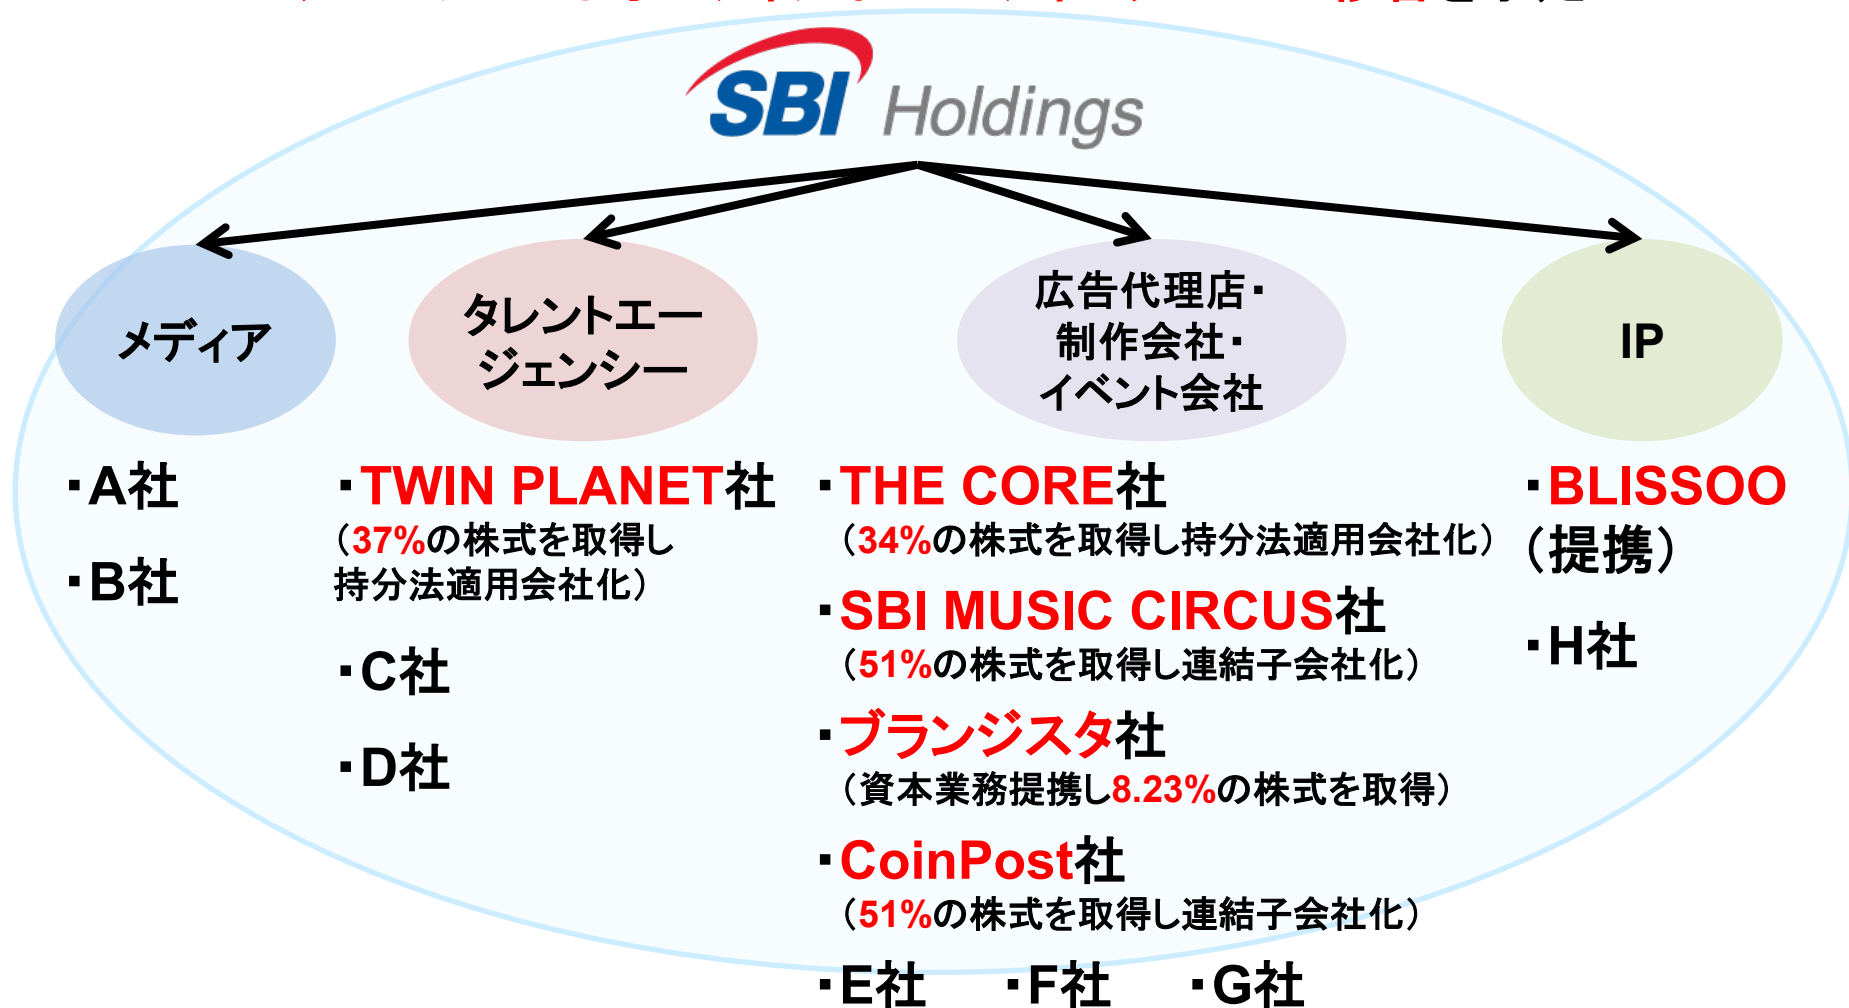 SBI Holdings
メディア
タレントエー
ジェンシー
広告代理店・
制作会社・
イベント会社
IP
・A社
・B社
・TWIN PLANET社
（37%の株式を取得し
持分法適用会社化）
・C社
・D社
・THE CORE社
（34%の株式を取得し持分法適用会社化）
・SBI MUSIC CIRCUS社
（51%の株式を取得し連結子会社化）
・ブランジスタ社
（資本業務提携し8.23%の株式を取得）
・CoinPost社
（51%の株式を取得し連結子会社化）
・E社 ・F社 ・G社
・BLISSOO
（提携）
・H社